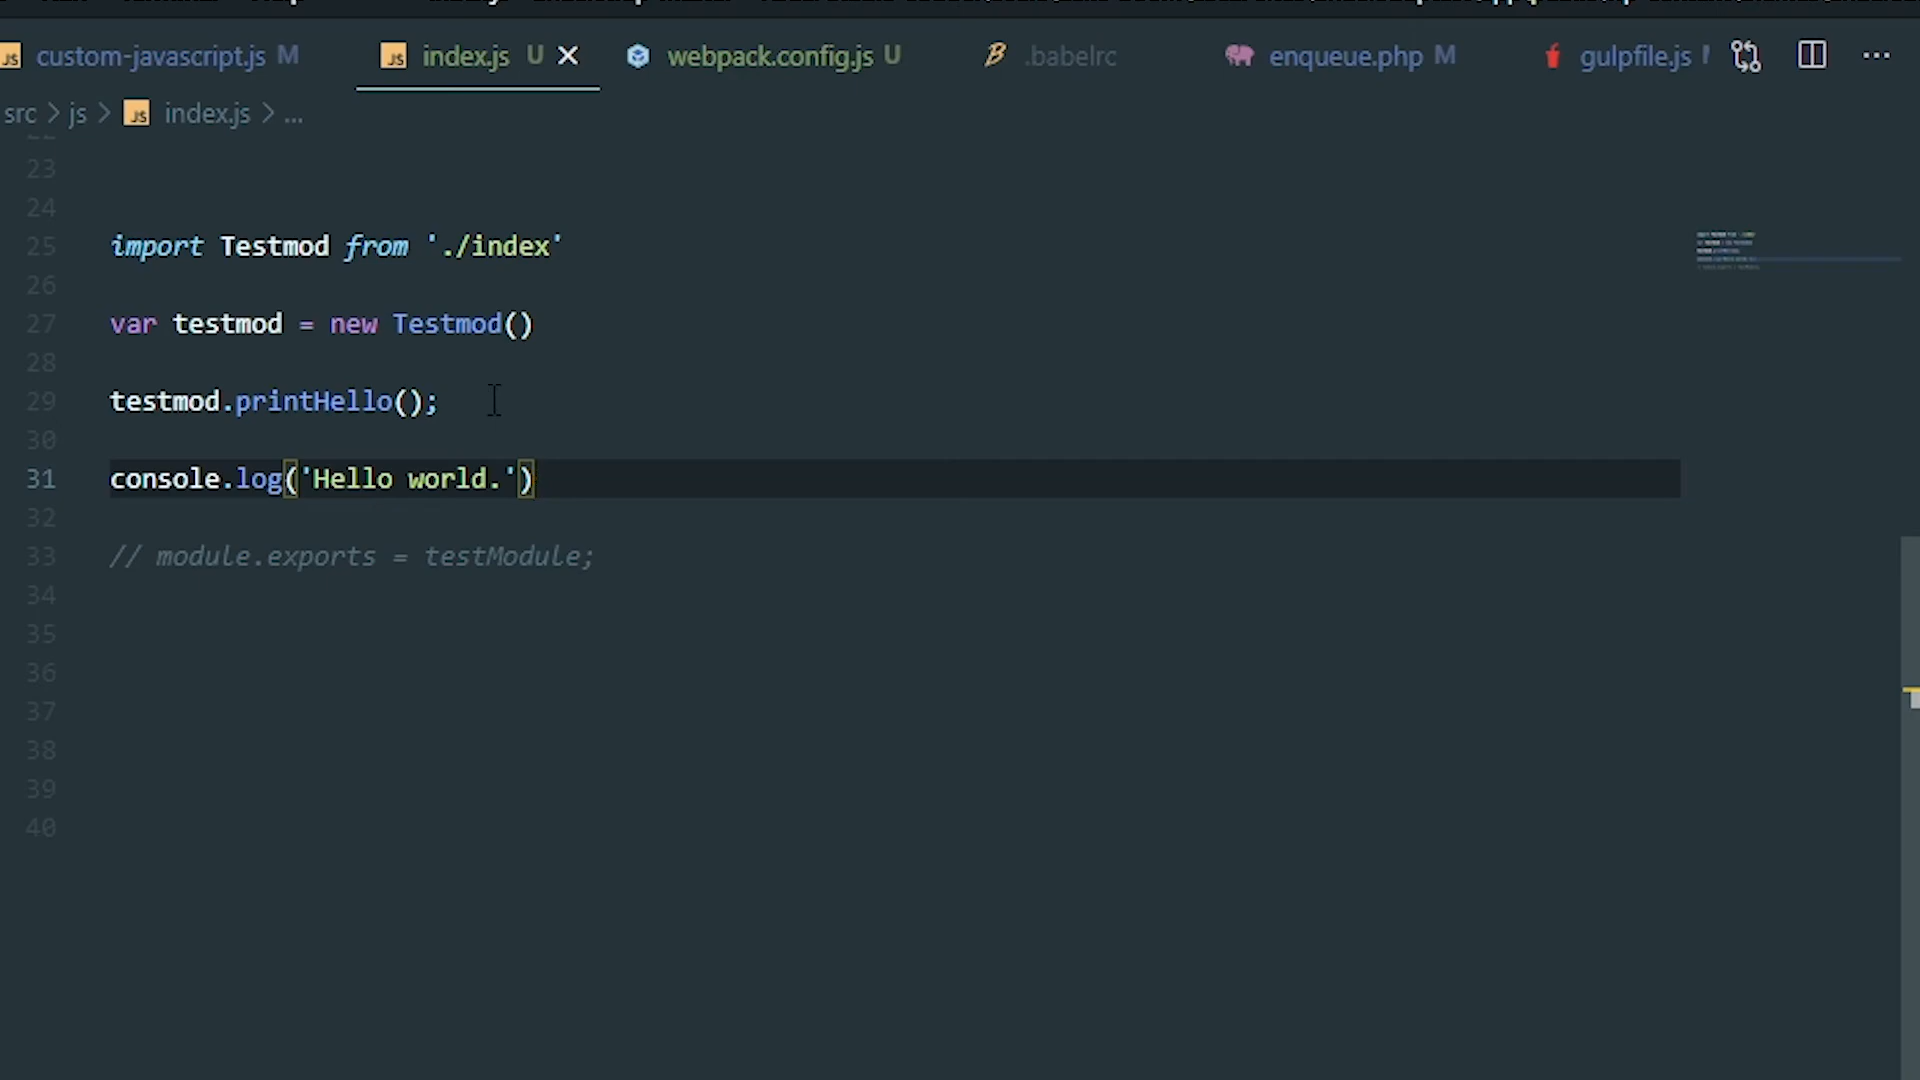 custom-javascript.js M index.js U webpack.config.js U .babelrc enqueue.php M gulpfile.js
src > js > JS index.js > ...
23
24
25 import Testmod from './index'
26
27 var testmod = new Testmod()
28
29 testmod.printHello();
30
31 console.log('Hello world.')
32
33 // module.exports = testModule;
34
35
36
37
38
39
40